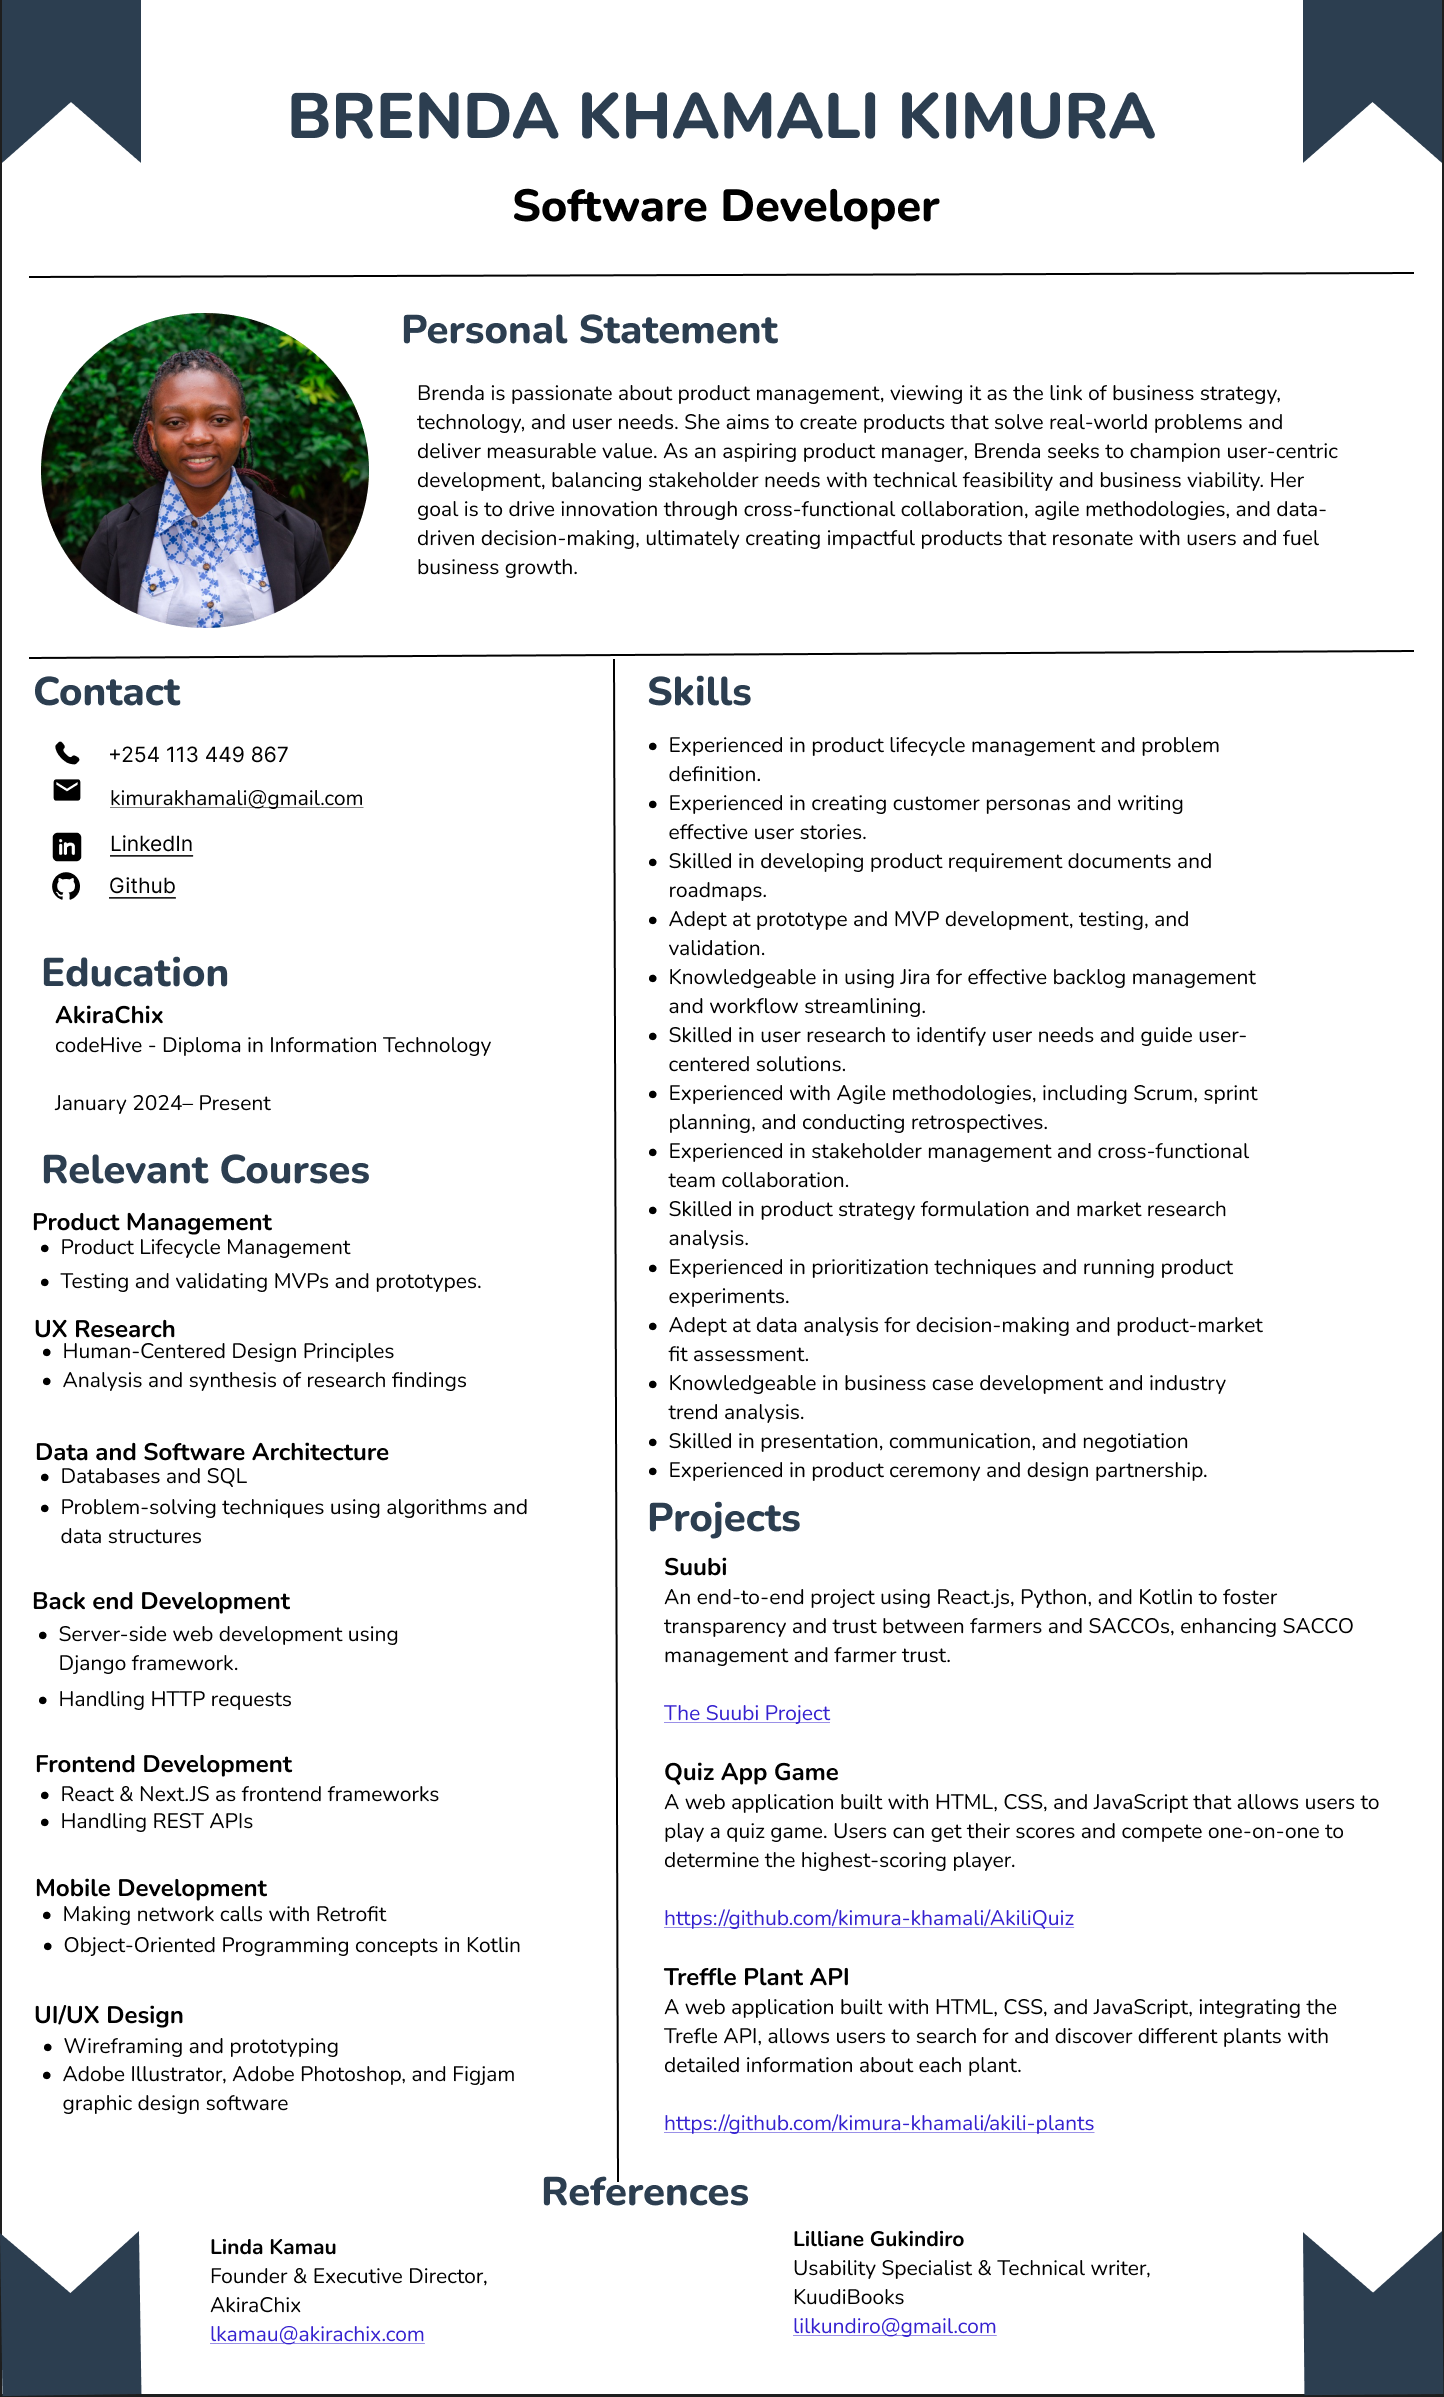 BRENDA KHAMALI KIMURA
Software Developer
Personal Statement
Brenda is passionate about product management, viewing it as the link of business strategy,
technology, and user needs. She aims to create products that solve real-world problems and
deliver measurable value. As an aspiring product manager, Brenda seeks to champion user-centric
development, balancing stakeholder needs with technical feasibility and business viability. Her
goal is to drive innovation through cross-functional collaboration, agile methodologies, and data-
driven decision-making, ultimately creating impactful products that resonate with users and fuel
business growth.
Contact
+254 113 449 867
kimurakhamali@gmail.com
LinkedIn
Github
Education
AkiraChix
codeHive - Diploma in Information Technology
January 2024– Present
Relevant Courses
Product Management
• Product Lifecycle Management
• Testing and validating MVPs and prototypes.
UX Research
• Human-Centered Design Principles
• Analysis and synthesis of research findings
Data and Software Architecture
• Databases and SQL
• Problem-solving techniques using algorithms and
data structures
Back end Development
• Server-side web development using
Django framework.
• Handling HTTP requests
Frontend Development
• React & Next.JS as frontend frameworks
• Handling REST APIs
Mobile Development
• Making network calls with Retrofit
• Object-Oriented Programming concepts in Kotlin
UI/UX Design
• Wireframing and prototyping
• Adobe Illustrator, Adobe Photoshop, and Figjam
graphic design software
Skills
• Experienced in product lifecycle management and problem
definition.
• Experienced in creating customer personas and writing
effective user stories.
• Skilled in developing product requirement documents and
roadmaps.
• Adept at prototype and MVP development, testing, and
validation.
• Knowledgeable in using Jira for effective backlog management
and workflow streamlining.
• Skilled in user research to identify user needs and guide user-
centered solutions.
• Experienced with Agile methodologies, including Scrum, sprint
planning, and conducting retrospectives.
• Experienced in stakeholder management and cross-functional
team collaboration.
• Skilled in product strategy formulation and market research
analysis.
• Experienced in prioritization techniques and running product
experiments.
• Adept at data analysis for decision-making and product-market
fit assessment.
• Knowledgeable in business case development and industry
trend analysis.
• Skilled in presentation, communication, and negotiation
• Experienced in product ceremony and design partnership.
Projects
Suubi
An end-to-end project using React.js, Python, and Kotlin to foster
transparency and trust between farmers and SACCOs, enhancing SACCO
management and farmer trust.
The Suubi Project
Quiz App Game
A web application built with HTML, CSS, and JavaScript that allows users to
play a quiz game. Users can get their scores and compete one-on-one to
determine the highest-scoring player.
https://github.com/kimura-khamali/AkiliQuiz
Treffle Plant API
A web application built with HTML, CSS, and JavaScript, integrating the
Trefle API, allows users to search for and discover different plants with
detailed information about each plant.
https://github.com/kimura-khamali/akili-plants
References
Linda Kamau
Founder & Executive Director,
AkiraChix
lkamau@akirachix.com
Lilliane Gukindiro
Usability Specialist & Technical writer,
KuudiBooks
lilkundiro@gmail.com